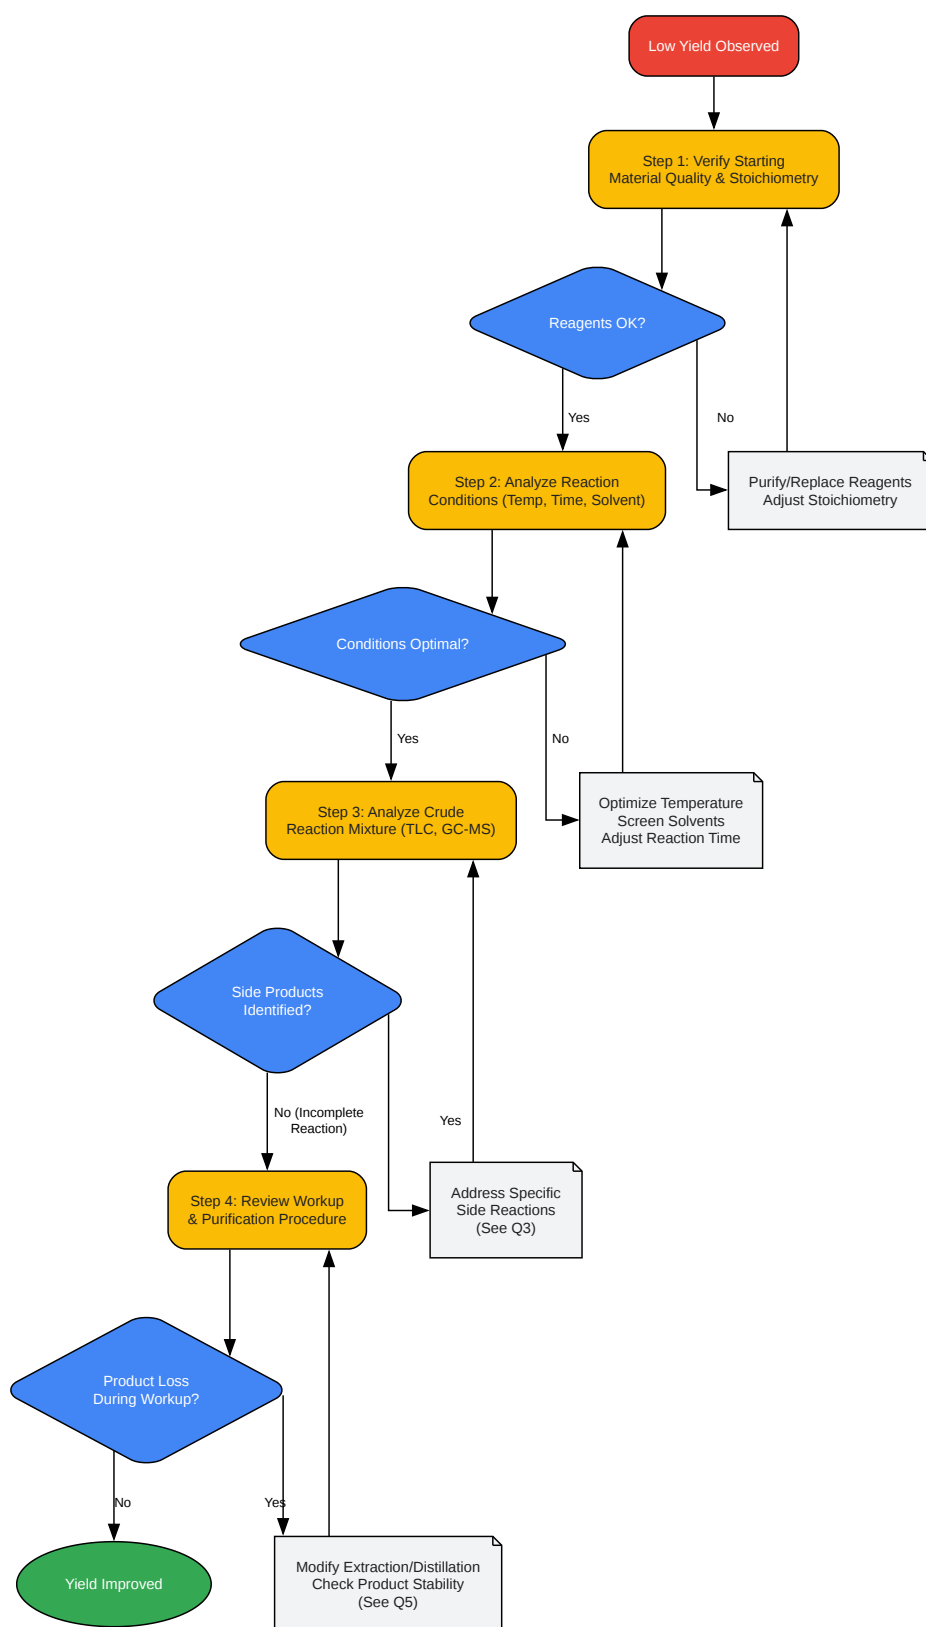 Low Yield Observed
Step 1: Verify Starting
Material Quality & Stoichiometry
Reagents OK?
Yes
No
Step 2: Analyze Reaction
Conditions (Temp, Time, Solvent)
Purify/Replace Reagents
Adjust Stoichiometry
Conditions Optimal?
Yes
No
Step 3: Analyze Crude
Reaction Mixture (TLC, GC-MS)
Optimize Temperature
Screen Solvents
Adjust Reaction Time
Side Products
Identified?
No (Incomplete
Reaction)
Yes
Step 4: Review Workup
& Purification Procedure
Address Specific
Side Reactions
(See Q3)
Product Loss
During Workup?
No
Yes
Yield Improved
Modify Extraction/Distillation
Check Product Stability
(See Q5)